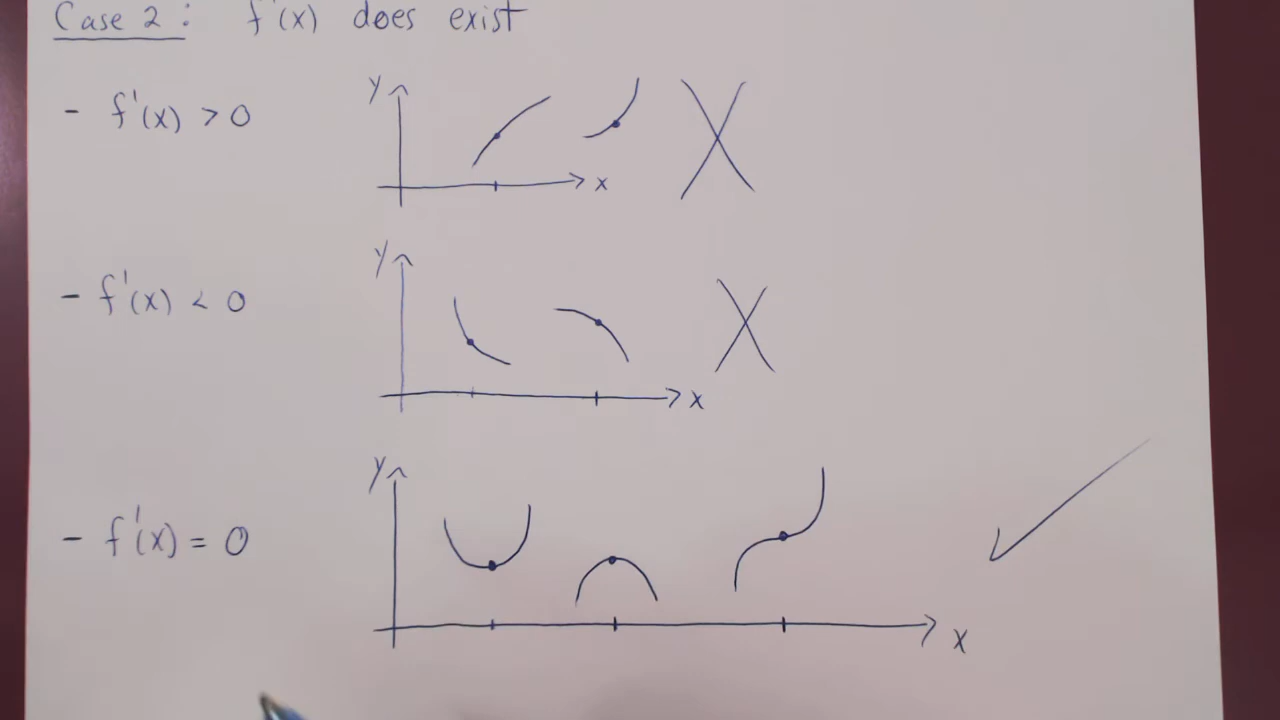 Case 2 : f'(x) does exist
- f'(x) > 0
y
x
- f'(x) < 0
y
x
- f'(x) = 0
y
x